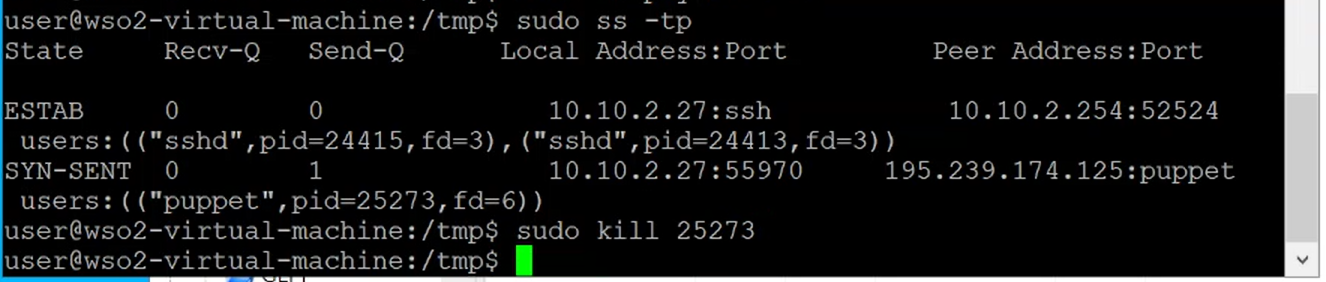 user@wso2-virtual-machine:/tmp$ sudo ss -tp
State Recv-Q Send-Q Local Address:Port Peer Address:Port
ESTAB 0 0 10.10.2.27:ssh 10.10.2.254:52524
users:(("sshd",pid=24415,fd=3),("sshd",pid=24413,fd=3))
SYN-SENT 0 1 10.10.2.27:55970 195.239.174.125:puppet
users:(("puppet",pid=25273,fd=6))
user@wso2-virtual-machine:/tmp$ sudo kill 25273
user@wso2-virtual-machine:/tmp$